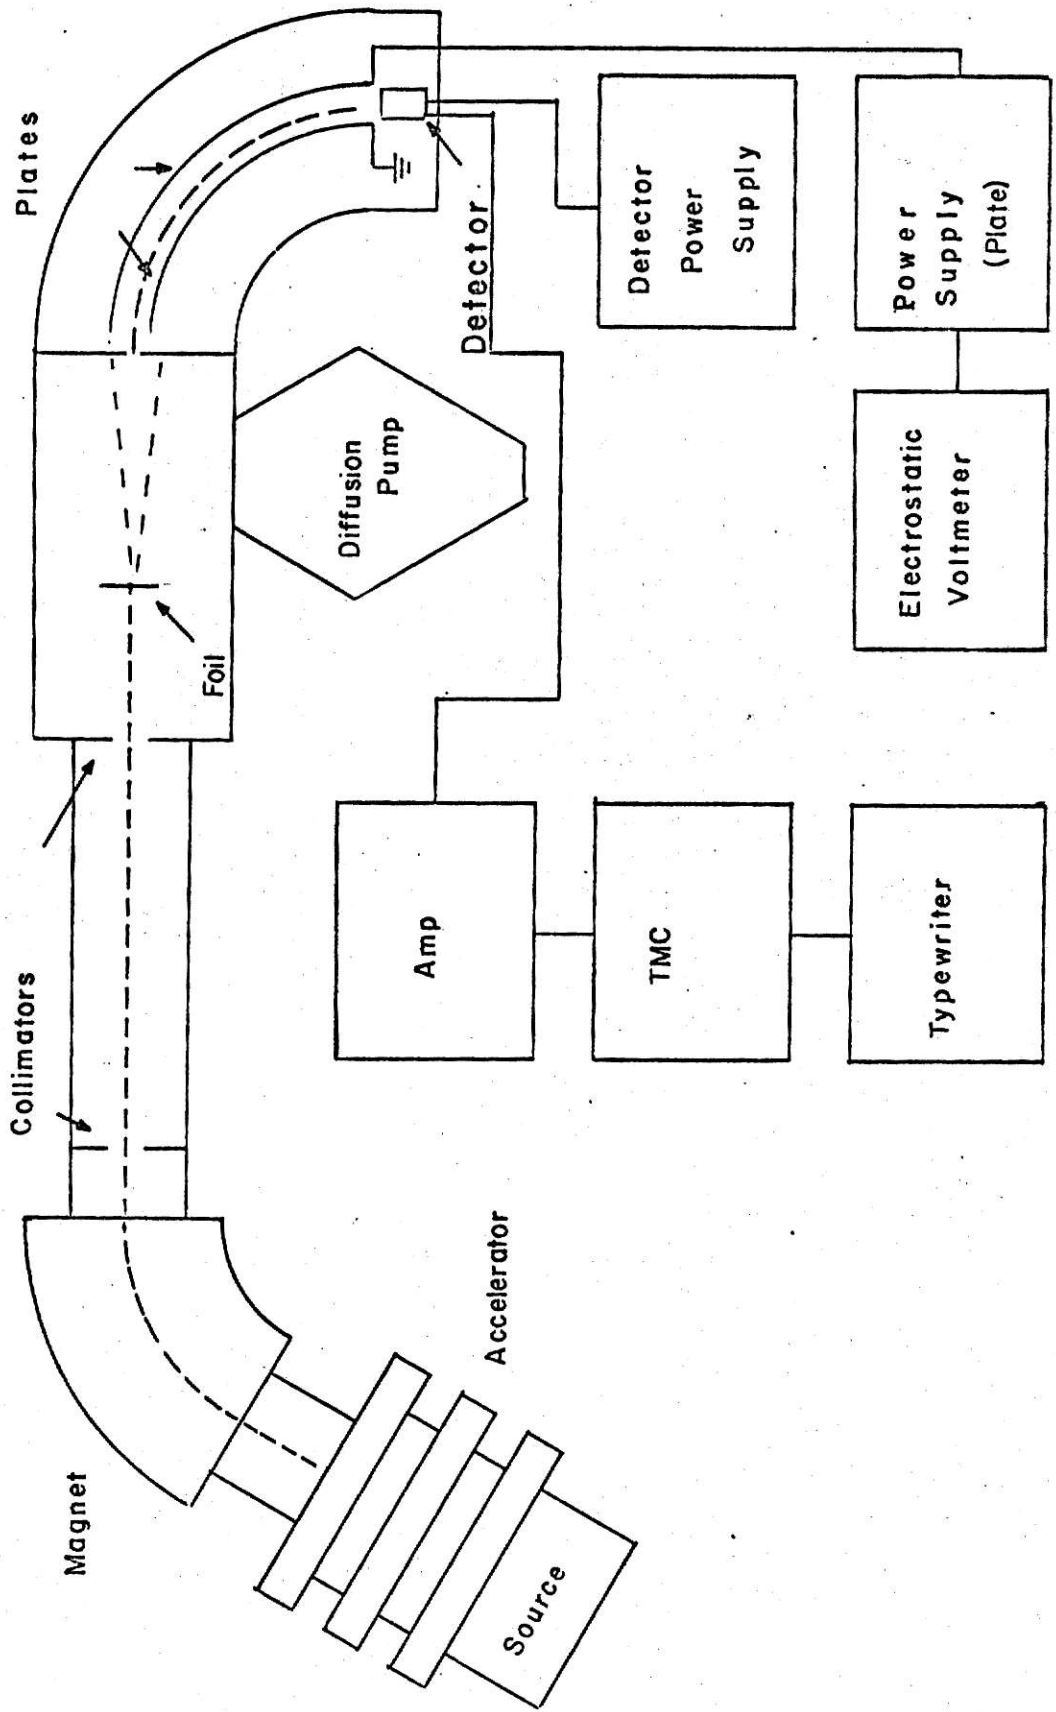 Magnet
Collimators
Plates
Source
Accelerator
Foil
Diffusion
Pump
Detector
Amp
TMC
Typewriter
Detector
Power
Supply
Electrostatic
Voltmeter
Power
Supply
(Plate)